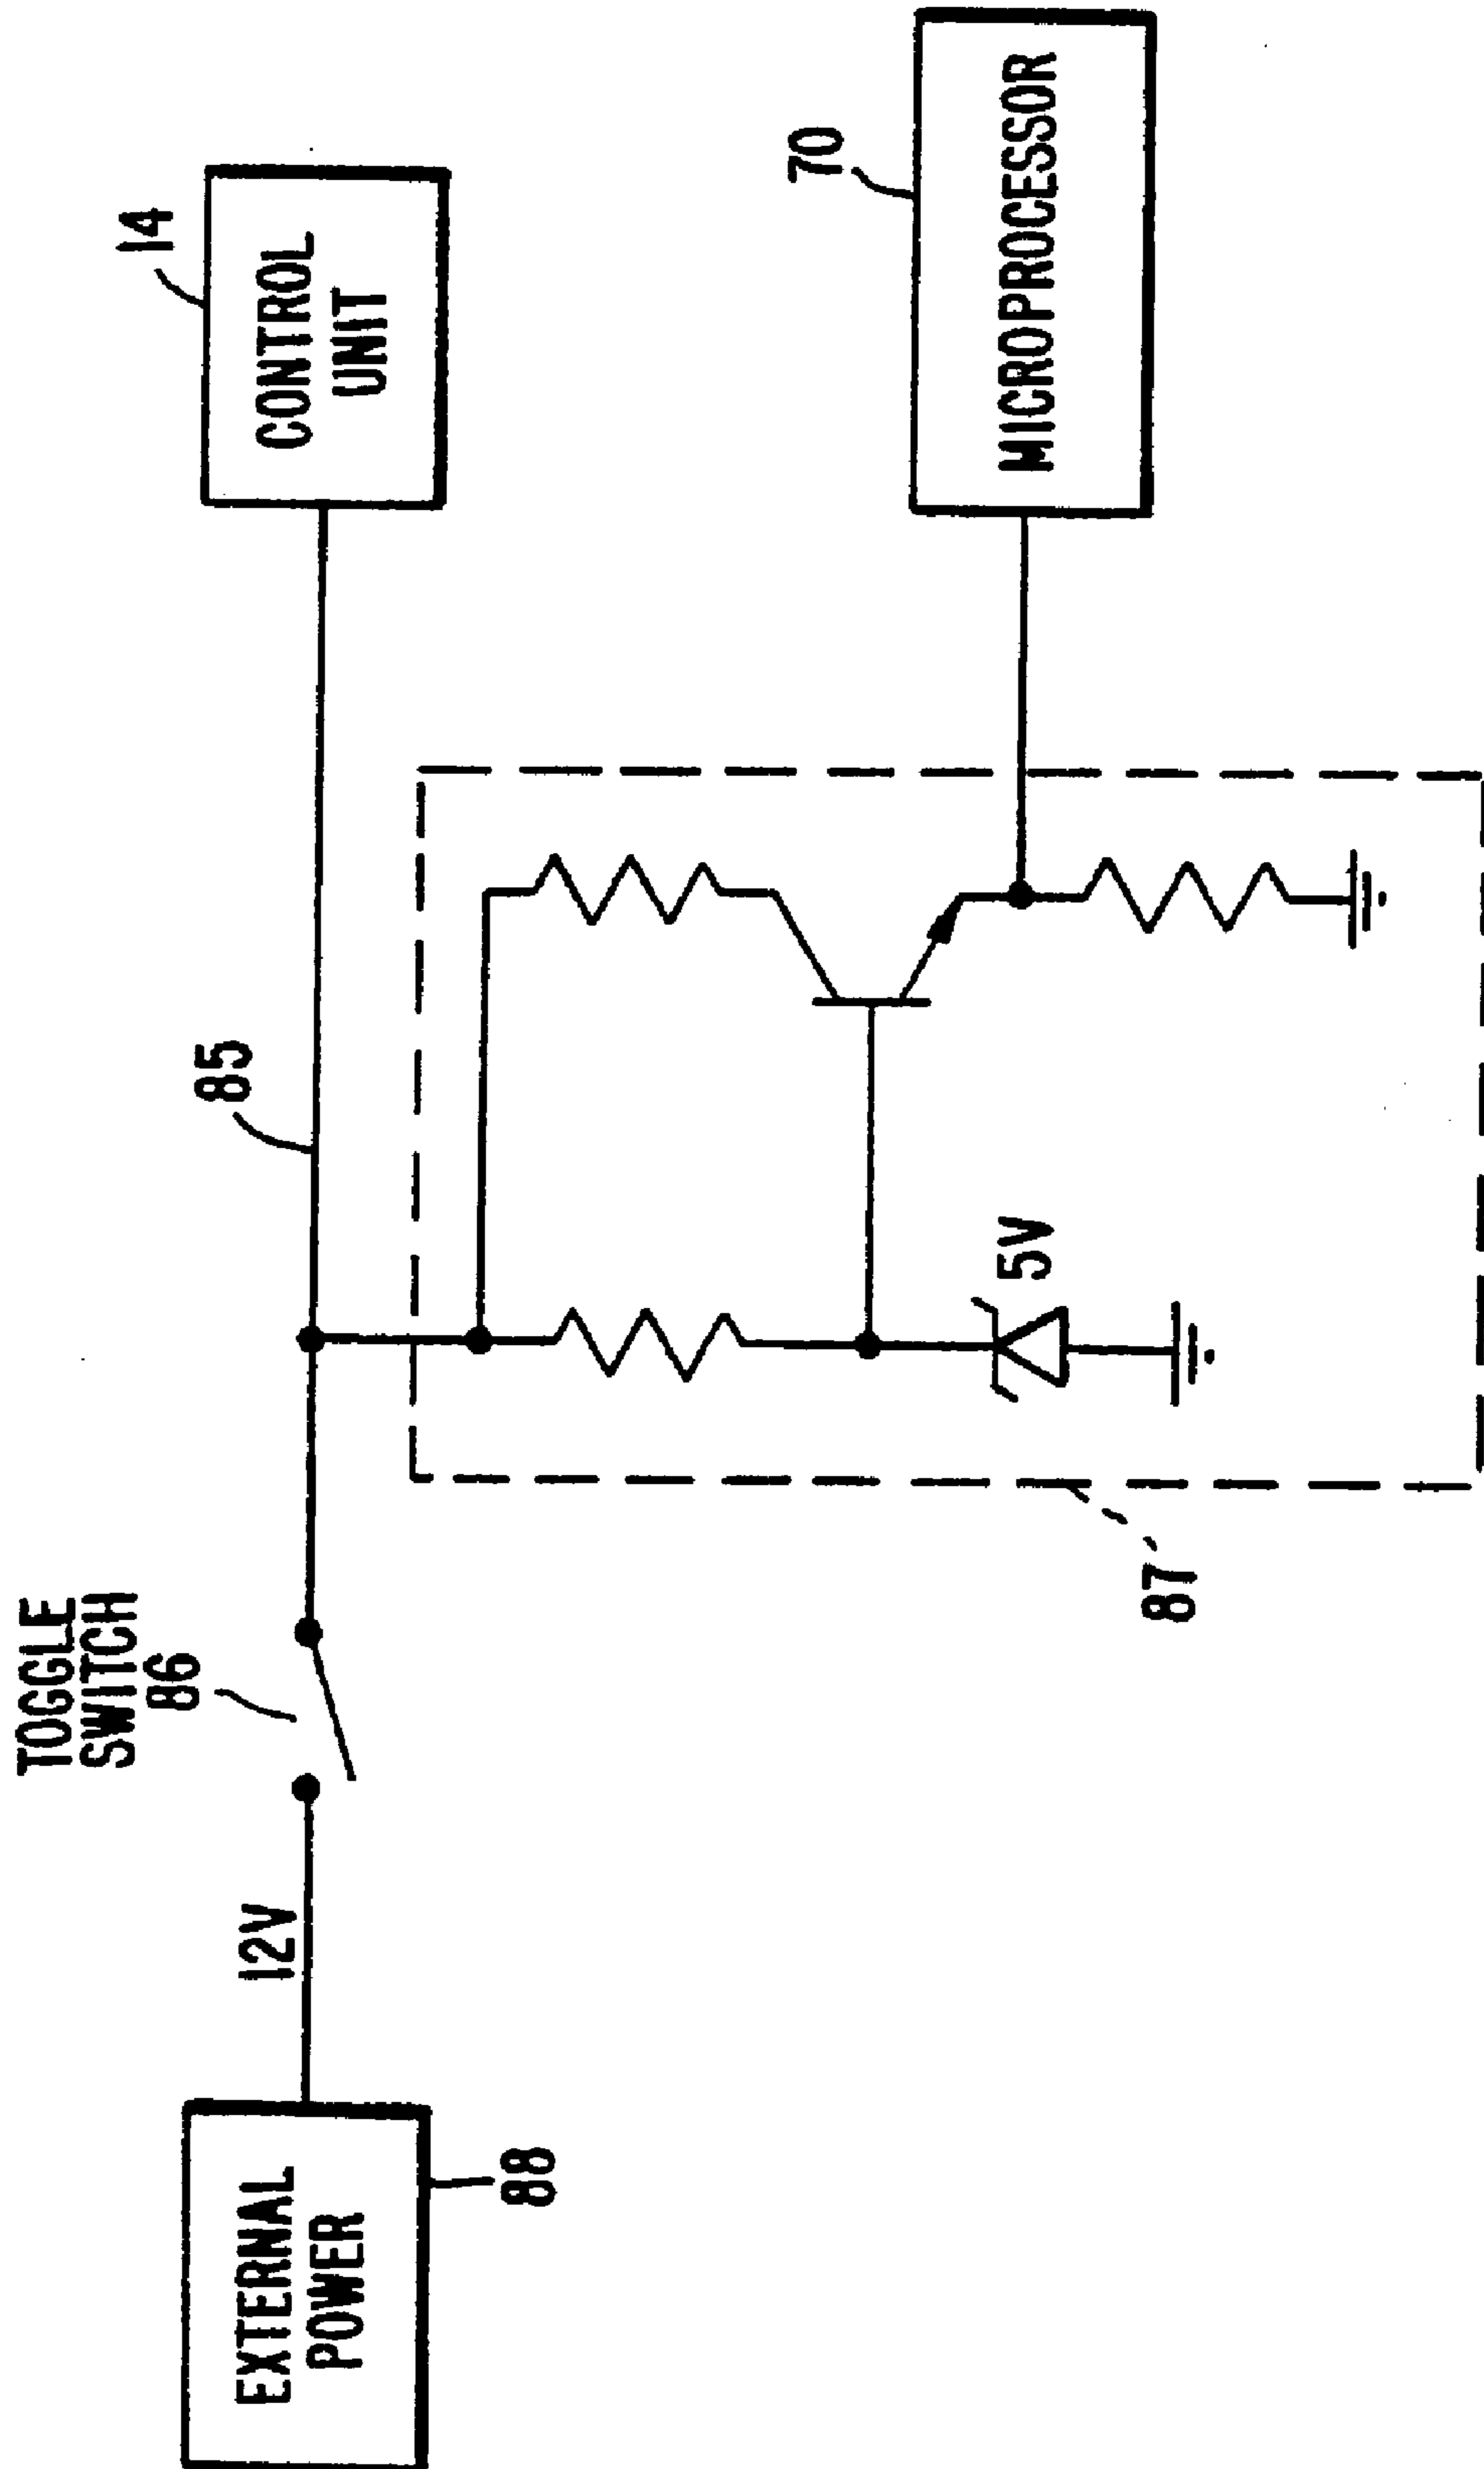 TOGGLE
SWITCH
86
EXTERNAL
POWER
88
12V
85
14
CONTROL
UNIT
87
5V
70
MICROPROCESSOR